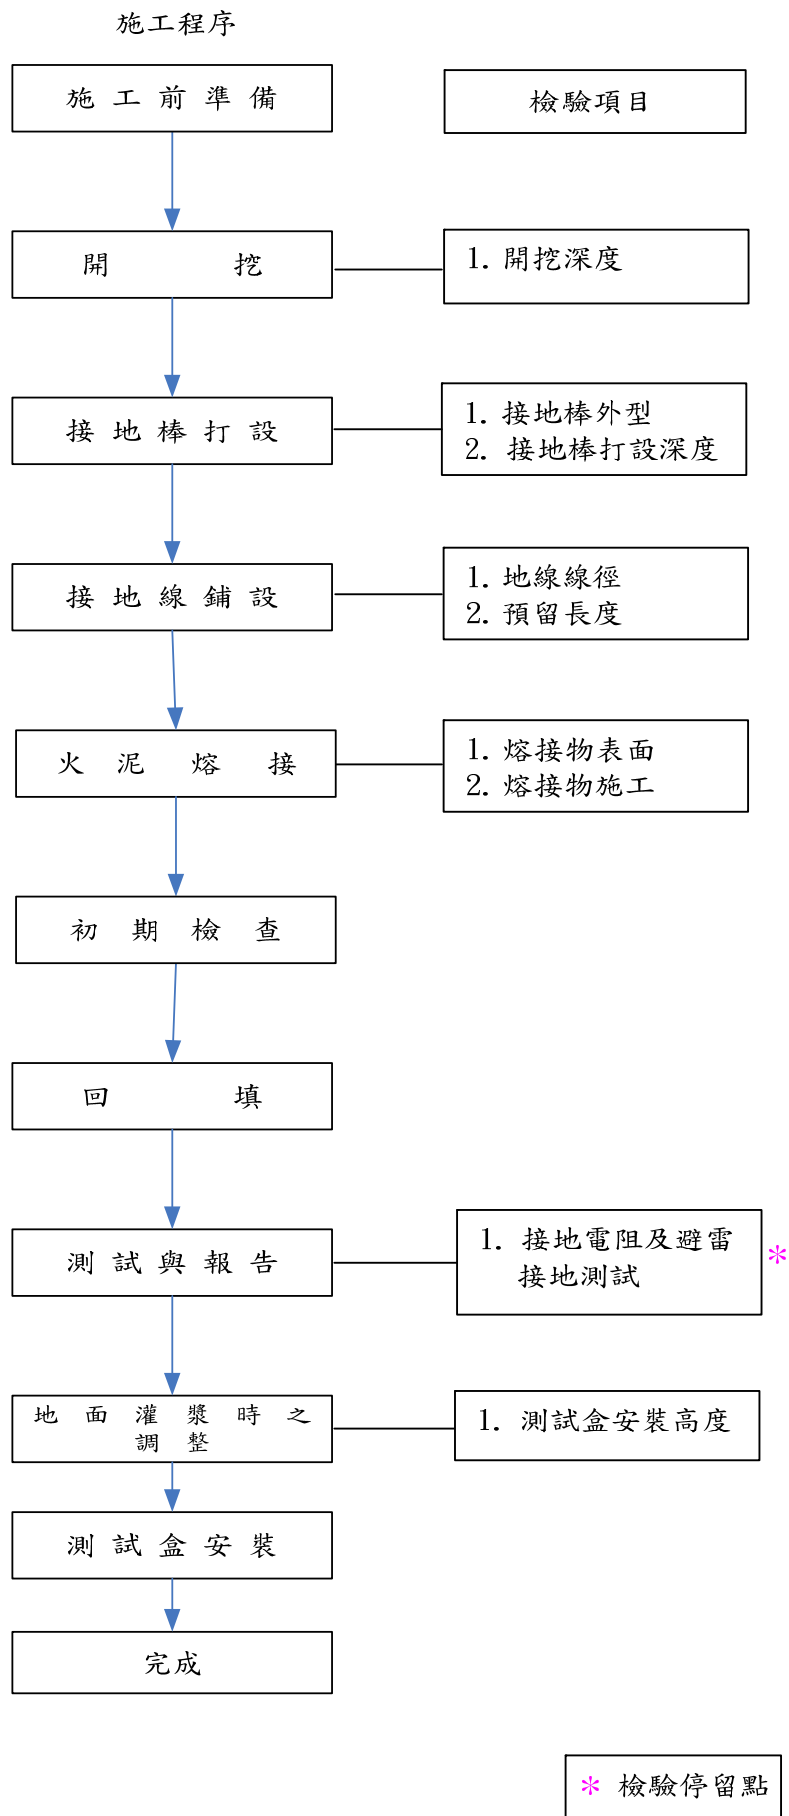 施工程序
施工前準備
檢驗項目
開挖
1. 開挖深度
接地棒打設
1. 接地棒外型
2. 接地棒打設深度
接地線鋪設
1. 地線線徑
2. 預留長度
火泥熔接
1. 熔接物表面
2. 熔接物施工
初期檢查
回填
測試與報告
1. 接地電阻及避雷
接地測試
*
地面灌漿時之
調整
1. 測試盒安裝高度
測試盒安裝
完成
* 檢驗停留點